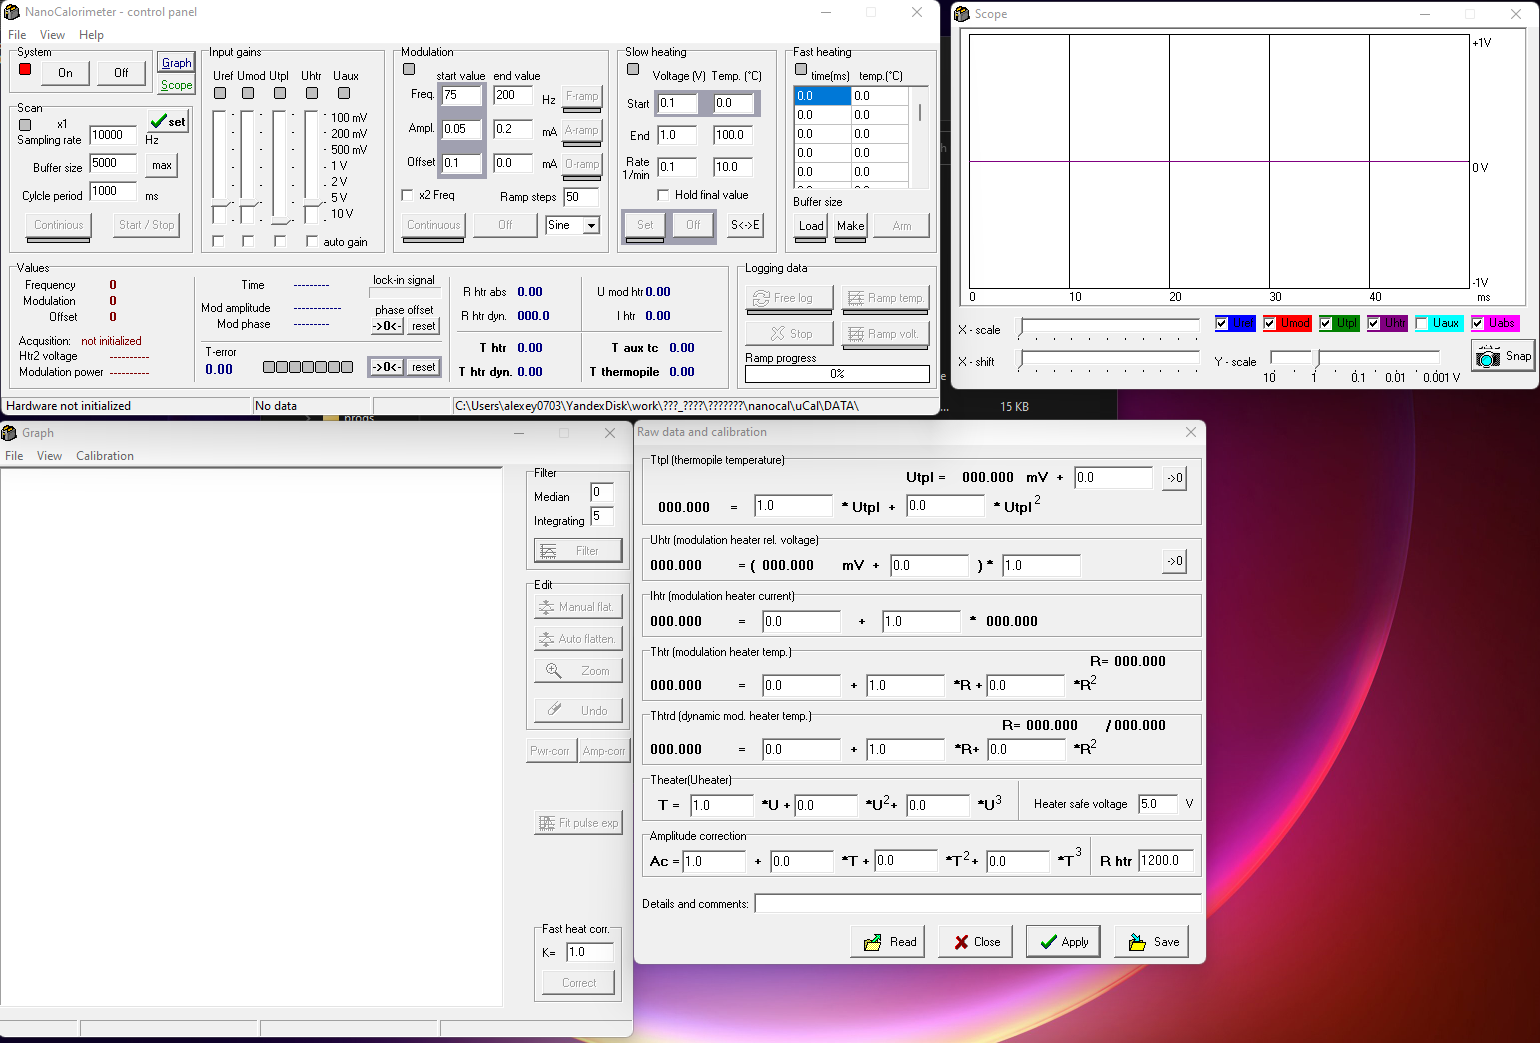 NanoCalorimeter - control panel
File View Help
System
On Off
Graph
Scope
Scan
x1
set
Sampling rate 10000 Hz
Buffer size 5000 max
Cylcle period 1000 ms
Continious Start / Stop
Input gains
Uref Umod Utpl Uhtr Uaux
100 mV
200 mV
500 mV
1 V
2 V
5 V
10 V
auto gain
Modulation
start value end value
Freq. 75 200 Hz F-ramp
Ampl. 0.05 0.2 mA A-ramp
Offset 0.1 0.0 mA O-ramp
x2 Freq Ramp steps 50
Continuous Off Sine
Slow heating
Voltage (V) Temp. (°C)
Start 0.1 0.0
End 1.0 100.0
Rate 1/min 0.1 10.0
Hold final value
Set Off S<->E
Fast heating
time(ms) temp.(°C)
0.0 0.0
0.0 0.0
0.0 0.0
0.0 0.0
0.0 0.0
0.0 0.0
Buffer size
Load Make Arm
Values
Frequency 0
Modulation 0
Offset 0
Acqusition: not initialized
Htr2 voltage ----------
Modulation power ----------
Time ---------
Mod amplitude ------------
Mod phase ---------
lock-in signal
phase offset
->0<- reset
T-error
0.00
->0<- reset
R htr abs 0.00
R htr dyn. 000.0
T htr 0.00
T htr dyn. 0.00
U mod htr 0.00
I htr 0.00
T aux tc 0.00
T thermopile 0.00
Logging data
Free log Ramp temp.
Stop Ramp volt.
Ramp progress
0%
Hardware not initialized No data C:\Users\alexey0703\YandexDisk\work\???_????\???????\nanocal\uCal\DATA\
15 KB
Scope
+1V
0 V
-1V
0 10 20 30 40 ms
X - scale
X - shift
Uref Umod Utpl Uhtr Uaux Uabs
Y - scale
10 1 0.1 0.01 0.001 V
Snap
Graph
File View Calibration
Filter
Median 0
Integrating 5
Filter
Edit
Manual flat.
Auto flatten.
Zoom
Undo
Pwr-corr Amp-corr
Fit pulse exp
Fast heat corr.
K= 1.0
Correct
Raw data and calibration
Ttpl (thermopile temperature)
Utpl = 000.000 mV + 0.0 ->0
000.000 = 1.0 * Utpl + 0.0 * Utpl 2
Uhtr (modulation heater rel. voltage)
000.000 = ( 000.000 mV + 0.0 ) * 1.0 ->0
Ihtr (modulation heater current)
000.000 = 0.0 + 1.0 * 000.000
Thtr (modulation heater temp.)
R= 000.000
000.000 = 0.0 + 1.0 *R + 0.0 *R2
Thtrd (dynamic mod. heater temp.)
R= 000.000 / 000.000
000.000 = 0.0 + 1.0 *R+ 0.0 *R2
Theater(Uheater)
T = 1.0 *U + 0.0 *U2+ 0.0 *U3 Heater safe voltage 5.0 V
Amplitude correction
Ac = 1.0 + 0.0 *T + 0.0 *T2+ 0.0 *T3 R htr 1200.0
Details and comments:
Read Close Apply Save